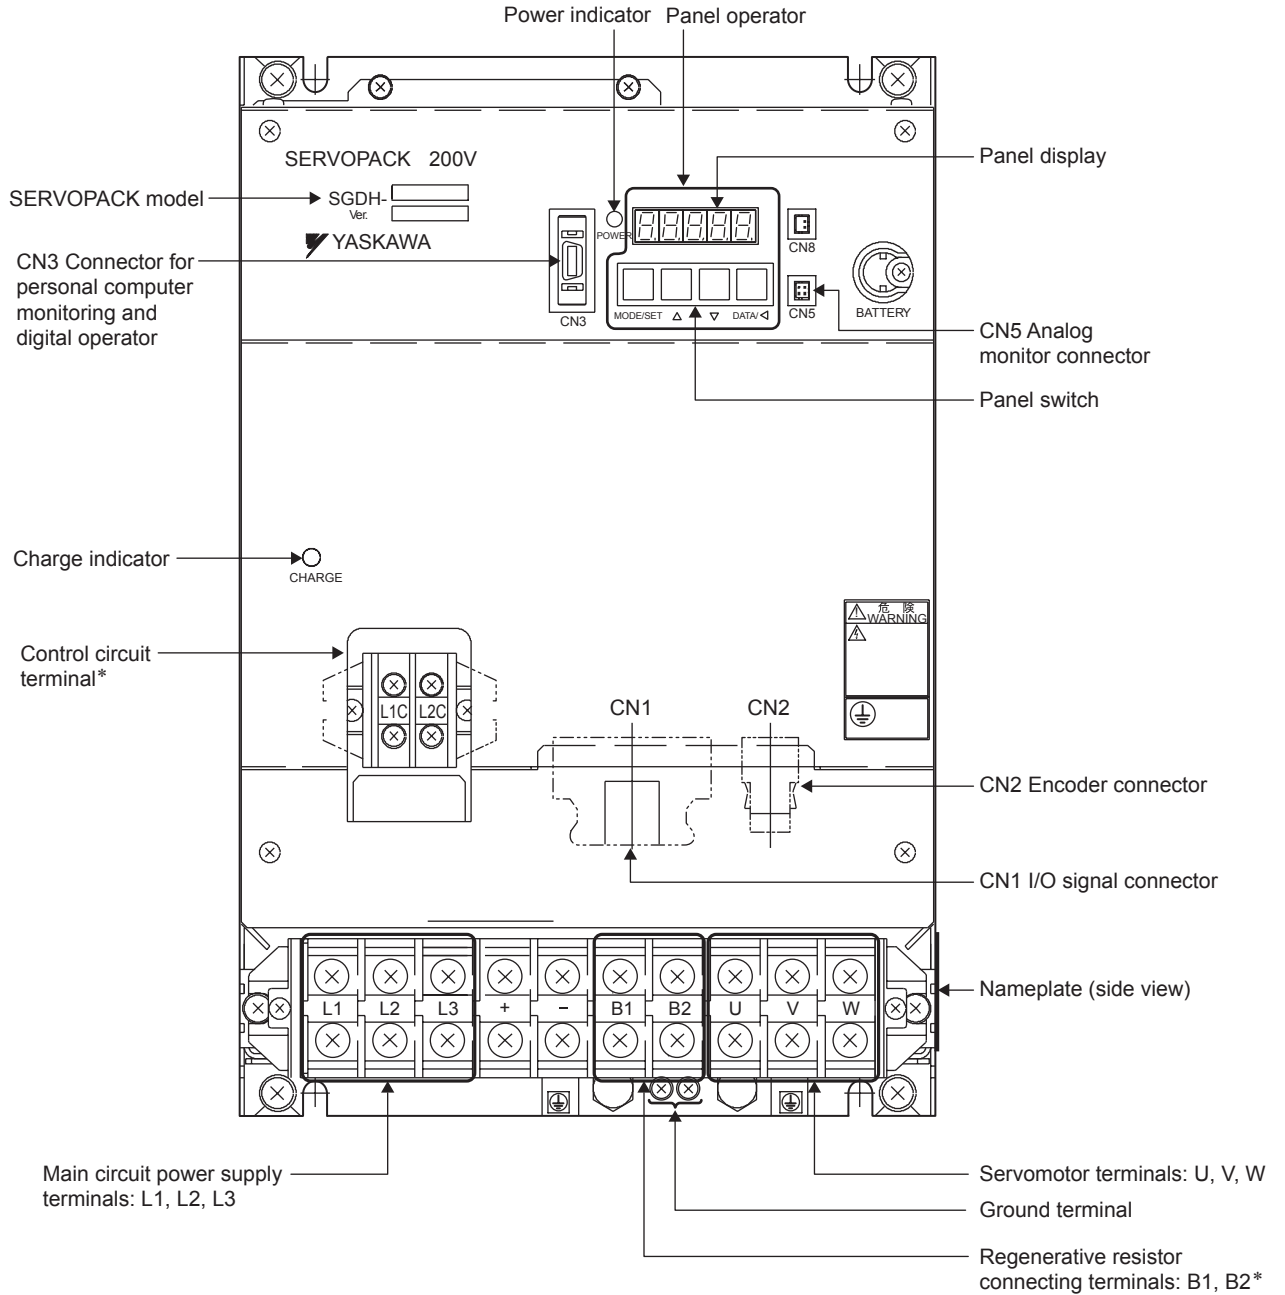 Power indicator
Panel operator
SERVOPACK 200V
Panel display
SERVOPACK model
SGDH-
Ver.
YASKAWA
POWER
CN8
CN3 Connector for
personal computer
monitoring and
digital operator
CN3
MODE/SET
DATA/
CN5
BATTERY
CN5 Analog
monitor connector
Panel switch
Charge indicator
CHARGE
危 険
WARNING
Control circuit
terminal*
L1C
L2C
CN1
CN2
CN2 Encoder connector
CN1 I/O signal connector
Nameplate (side view)
L1 L2 L3 + − B1 B2 U V W
Main circuit power supply
terminals: L1, L2, L3
Servomotor terminals: U, V, W
Ground terminal
Regenerative resistor
connecting terminals: B1, B2*